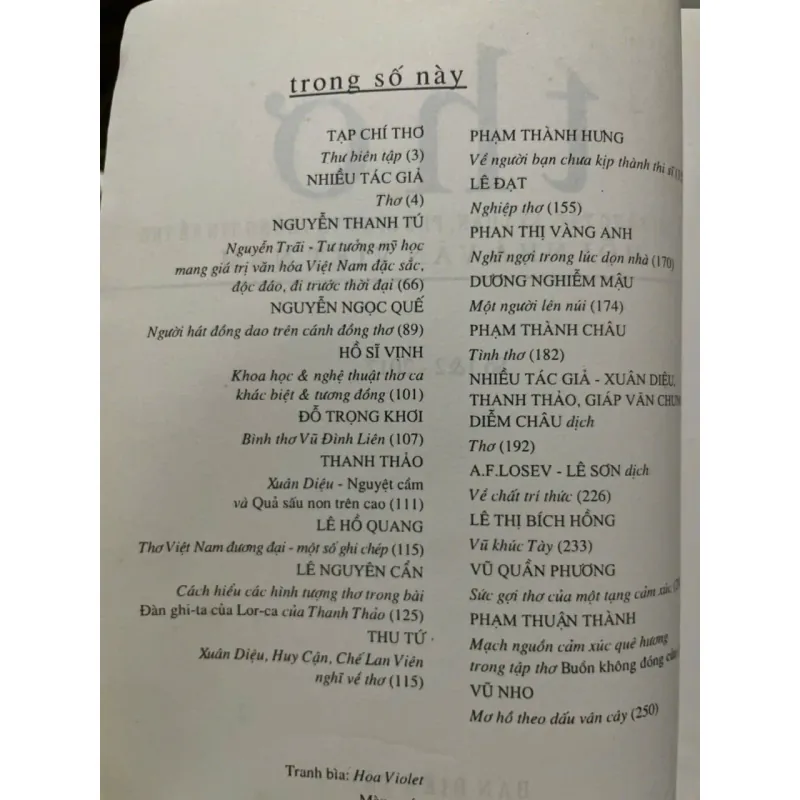 trong số này
TẠP CHÍ THƠ
Thư biên tập (3)
NHIỀU TÁC GIẢ
Thơ (4)
NGUYỄN THANH TÚ
Nguyễn Trãi - Tư tưởng mỹ học
mang giá trị văn hóa Việt Nam đặc sắc,
độc đáo, đi trước thời đại (66)
NGUYỄN NGỌC QUẾ
Người hát đồng dao trên cánh đồng thơ (89)
HỒ SĨ VỊNH
Khoa học & nghệ thuật thơ ca
khác biệt & tương đồng (101)
ĐỖ TRỌNG KHƠI
Bình thơ Vũ Đình Liên (107)
THANH THẢO
Xuân Diệu - Nguyệt cầm
và Quả sấu non trên cao (111)
LÊ HỒ QUANG
Thơ Việt Nam đương đại - một số ghi chép (115)
LÊ NGUYÊN CẨN
Cách hiểu các hình tượng thơ trong bài
Đàn ghi-ta của Lor-ca của Thanh Thảo (125)
THU TỨ
Xuân Diệu, Huy Cận, Chế Lan Viên
nghĩ về thơ (115)
Tranh bìa: Hoa Violet
PHẠM THÀNH HƯNG
Về người bạn chưa kịp thành thi sĩ
LÊ ĐẠT
Nghiệp thơ (155)
PHAN THỊ VÀNG ANH
Nghĩ ngợi trong lúc dọn nhà (170)
DƯƠNG NGHIỄM MẬU
Một người lên núi (174)
PHẠM THÀNH CHÂU
Tình thơ (182)
NHIỀU TÁC GIẢ - XUÂN DIỆU,
THANH THẢO, GIÁP VĂN CHUNG
DIỄM CHÂU dịch
Thơ (192)
A.F.LOSEV - LÊ SƠN dịch
Về chất trí thức (226)
LÊ THỊ BÍCH HỒNG
Vũ khúc Tày (233)
VŨ QUẦN PHƯƠNG
Sức gợi thơ của một tạng cảm xúc
PHẠM THUẬN THÀNH
Mạch nguồn cảm xúc quê hương
trong tập thơ Buồn không đóng cửa
VŨ NHO
Mơ hồ theo dấu vân cây (250)